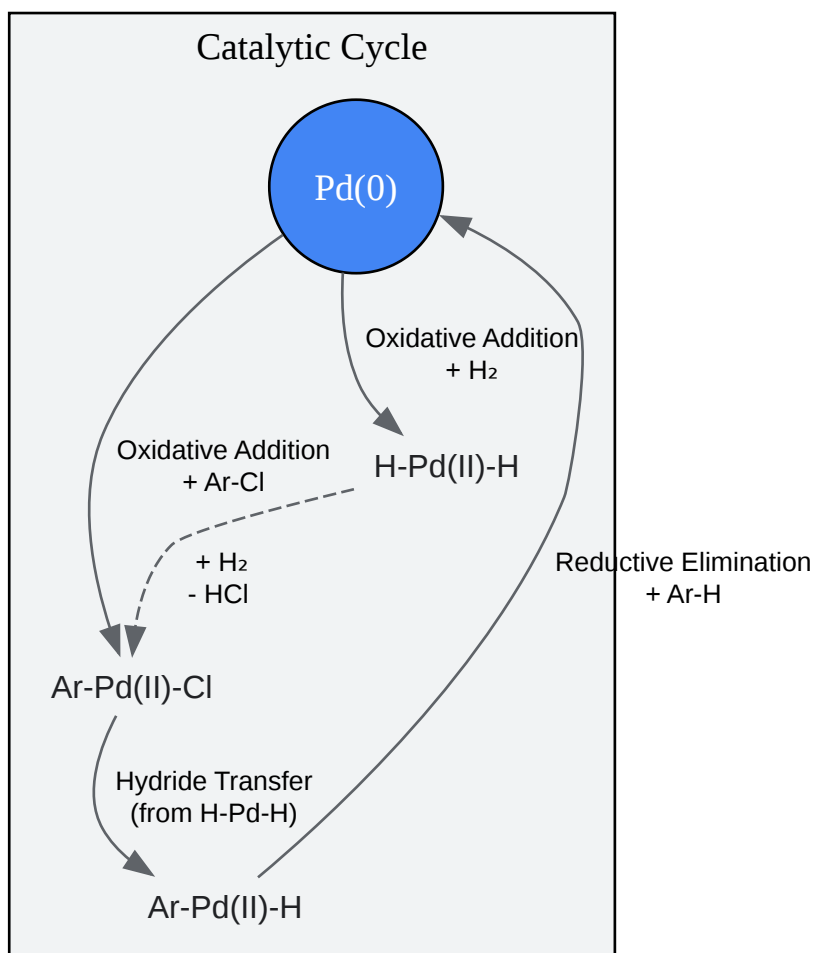 Catalytic Cycle
Pd(0)
Oxidative Addition
+ H₂
Oxidative Addition
+ Ar-Cl
H-Pd(II)-H
+ H₂
- HCl
Reductive Elimination
+ Ar-H
Ar-Pd(II)-Cl
Hydride Transfer
(from H-Pd-H)
Ar-Pd(II)-H